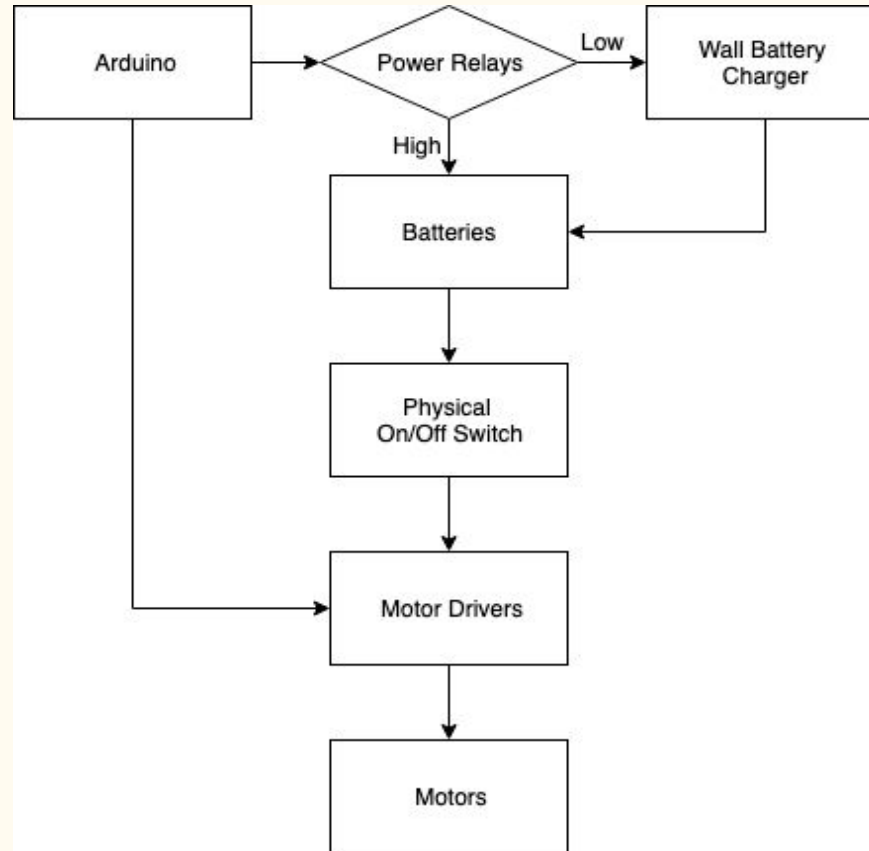 Arduino
Power Relays
Low
Wall Battery
Charger
High
Batteries
Physical
On/Off Switch
Motor Drivers
Motors